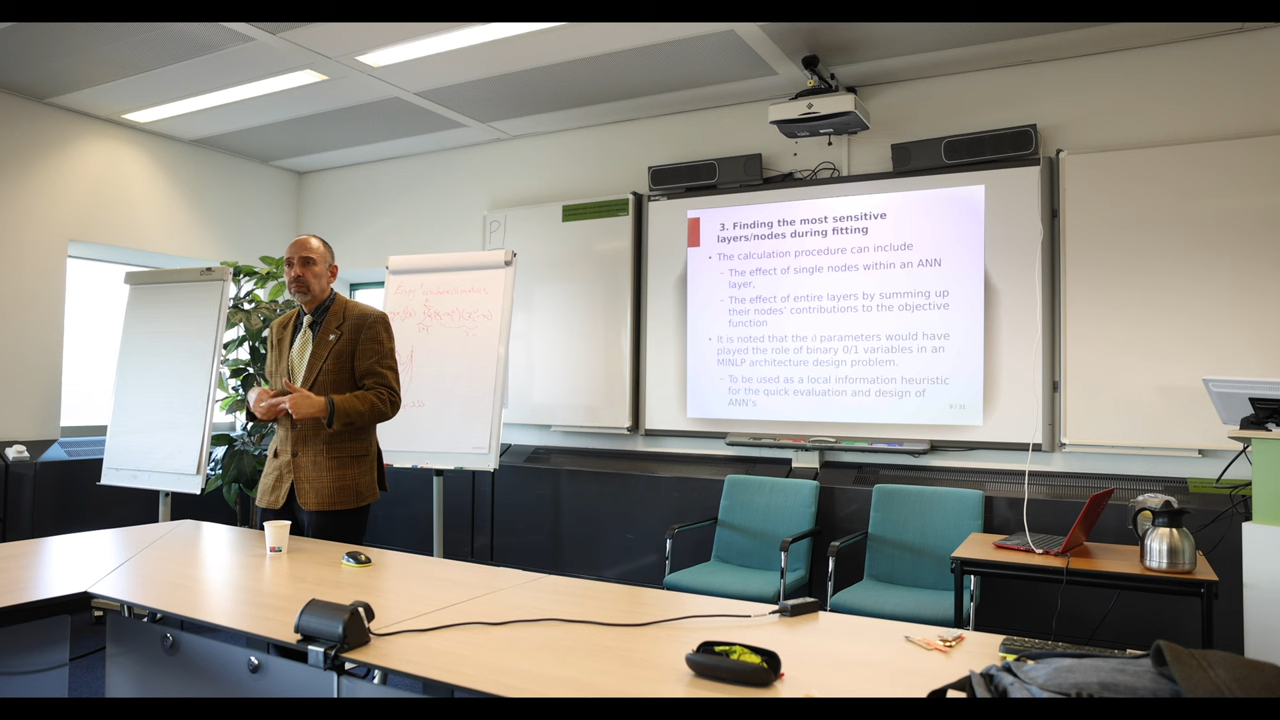 3. Finding the most sensitive
layers/nodes during fitting
• The calculation procedure can include
– The effect of single nodes within an ANN
layer,
– The effect of entire layers by summing up
their nodes' contributions to the objective
function
• It is noted that the ∂ parameters would have
played the role of binary 0/1 variables in an
MINLP architecture design problem.
– To be used as a local information heuristic
for the quick evaluation and design of
ANN's
9 / 31